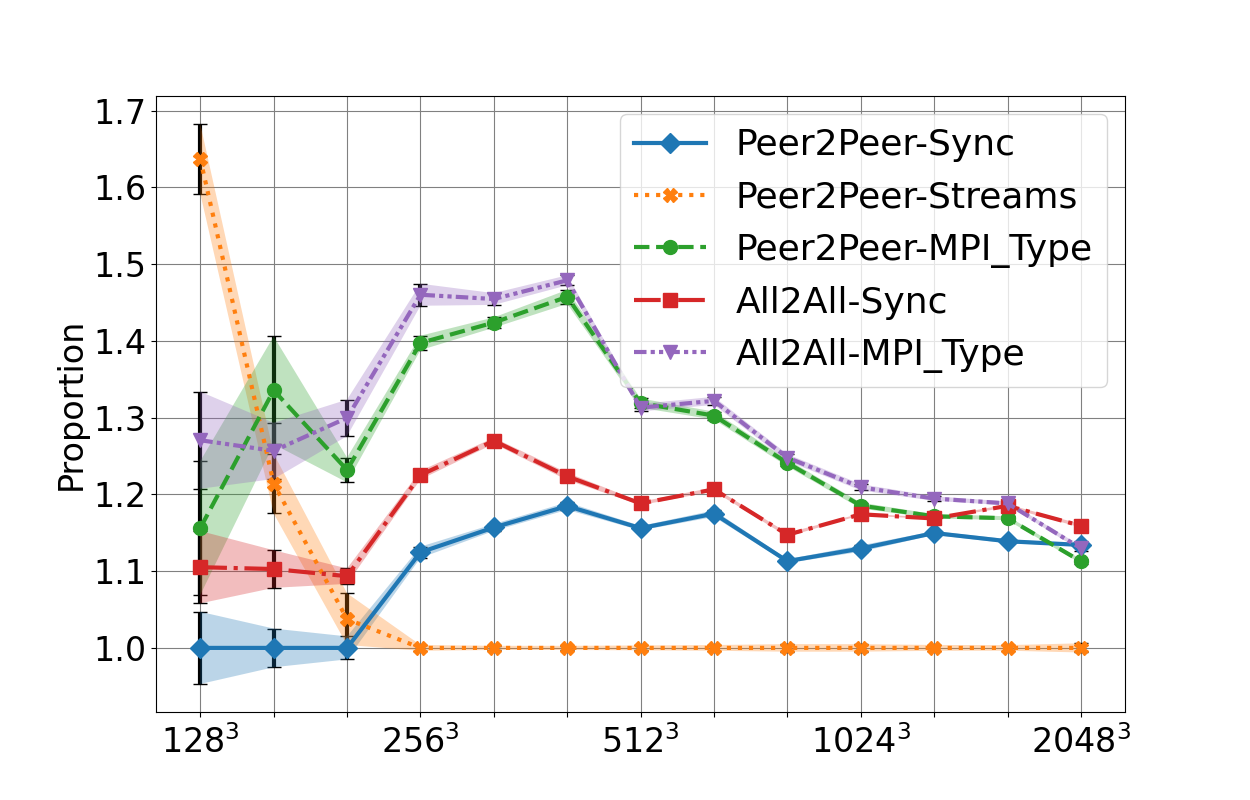 Proportion
1.7
1.6
1.5
1.4
1.3
1.2
1.1
1.0
128³
256³
512³
1024³
2048³
Peer2Peer-Sync
Peer2Peer-Streams
Peer2Peer-MPI_Type
All2All-Sync
All2All-MPI_Type